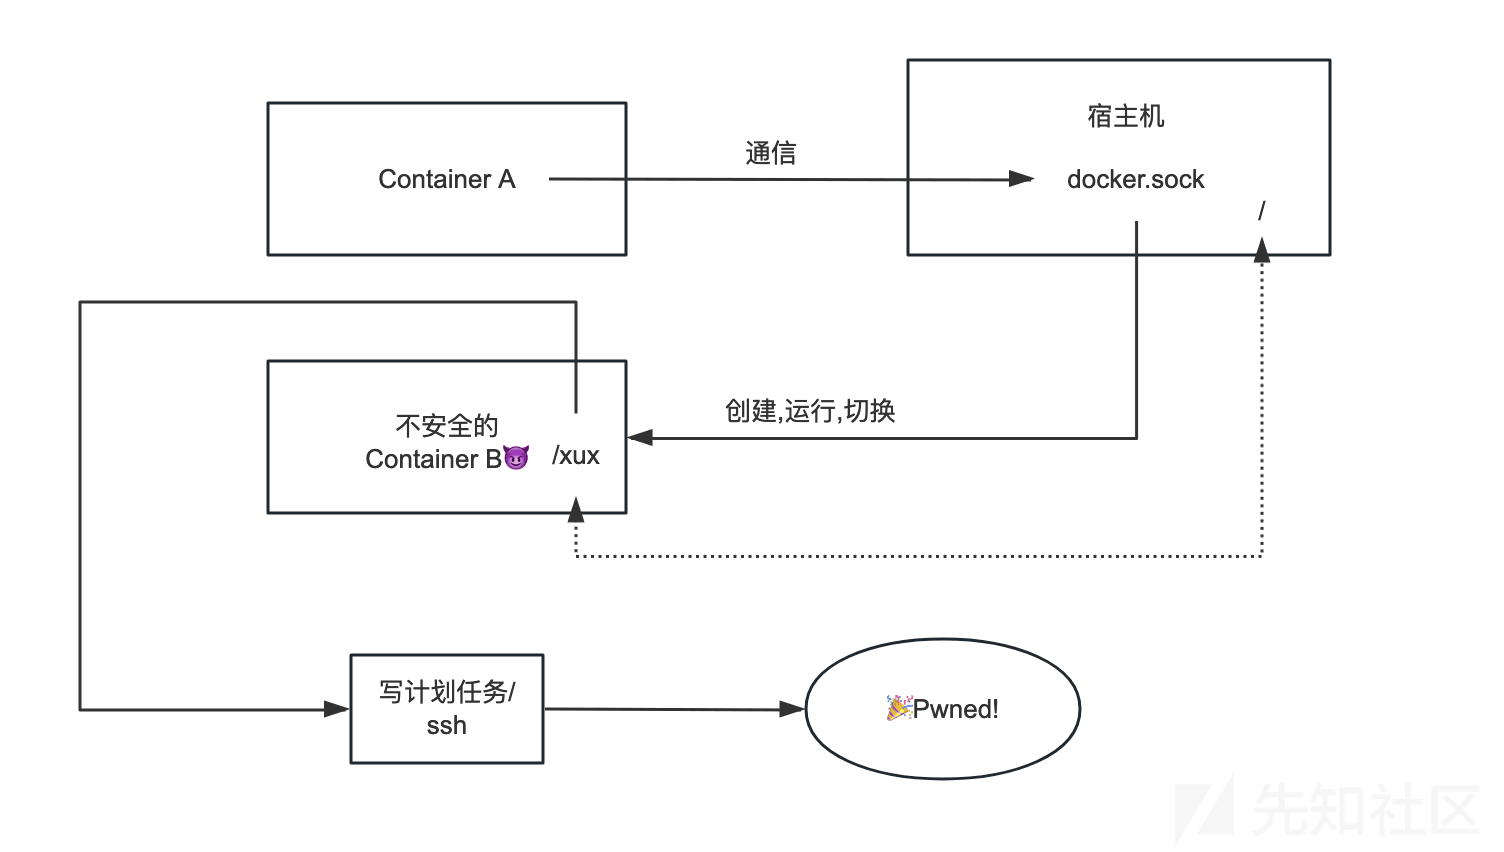 宿主机
Container A
通信
docker.sock
/
不安全的
Container B😈
/xux
创建,运行,切换
写计划任务/
ssh
🎉Pwned!
先知社区